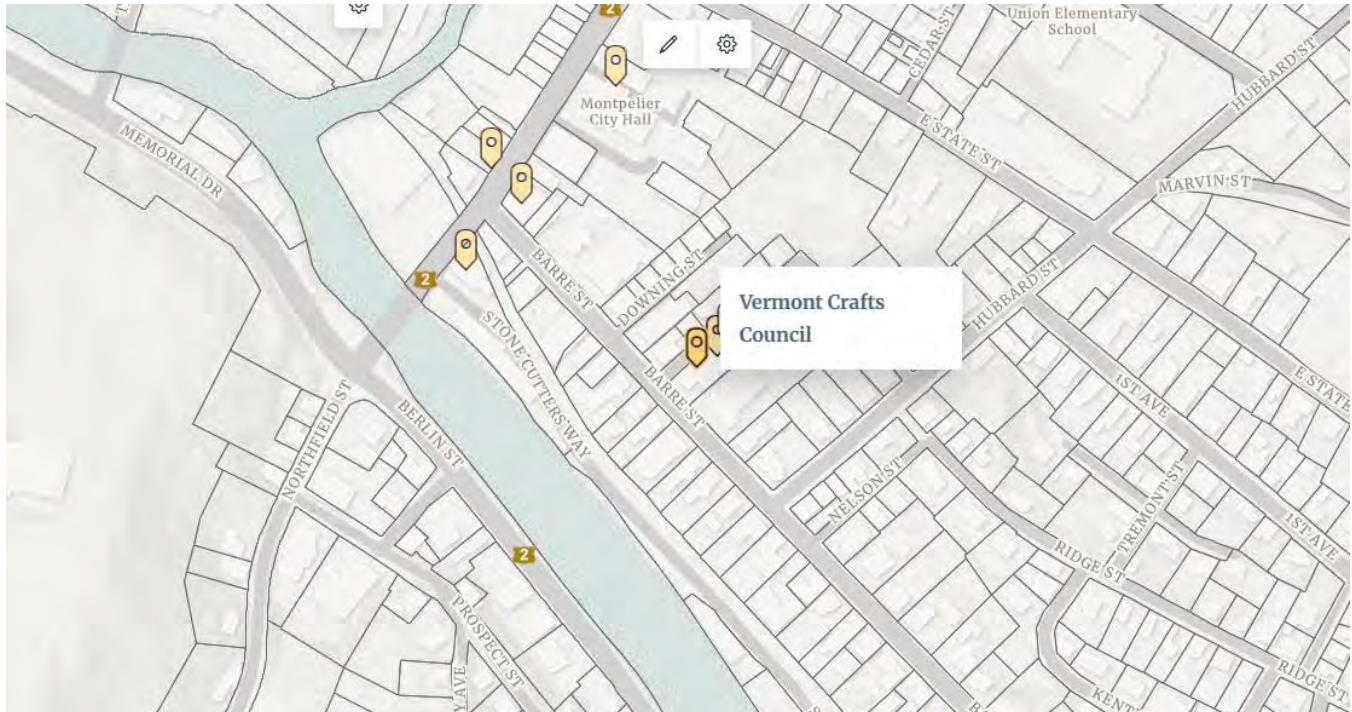 2
Union Elementary
School
CEDAR ST
HUBBARD ST
Montpelier
City Hall
E STATE ST
MEMORIAL DR
MARVIN ST
BARRE ST
DOWNING ST
2
Vermont Crafts
Council
HUBBARD ST
STONE CUTTERS WAY
BARRE ST
1ST AVE
E STATE
NORTHFIELD ST
BERLIN ST
NELSON ST
TREMONT ST
1ST AVE
2
RIDGE ST
PROSPECT ST
RIDGE ST
Y AVE
KENT